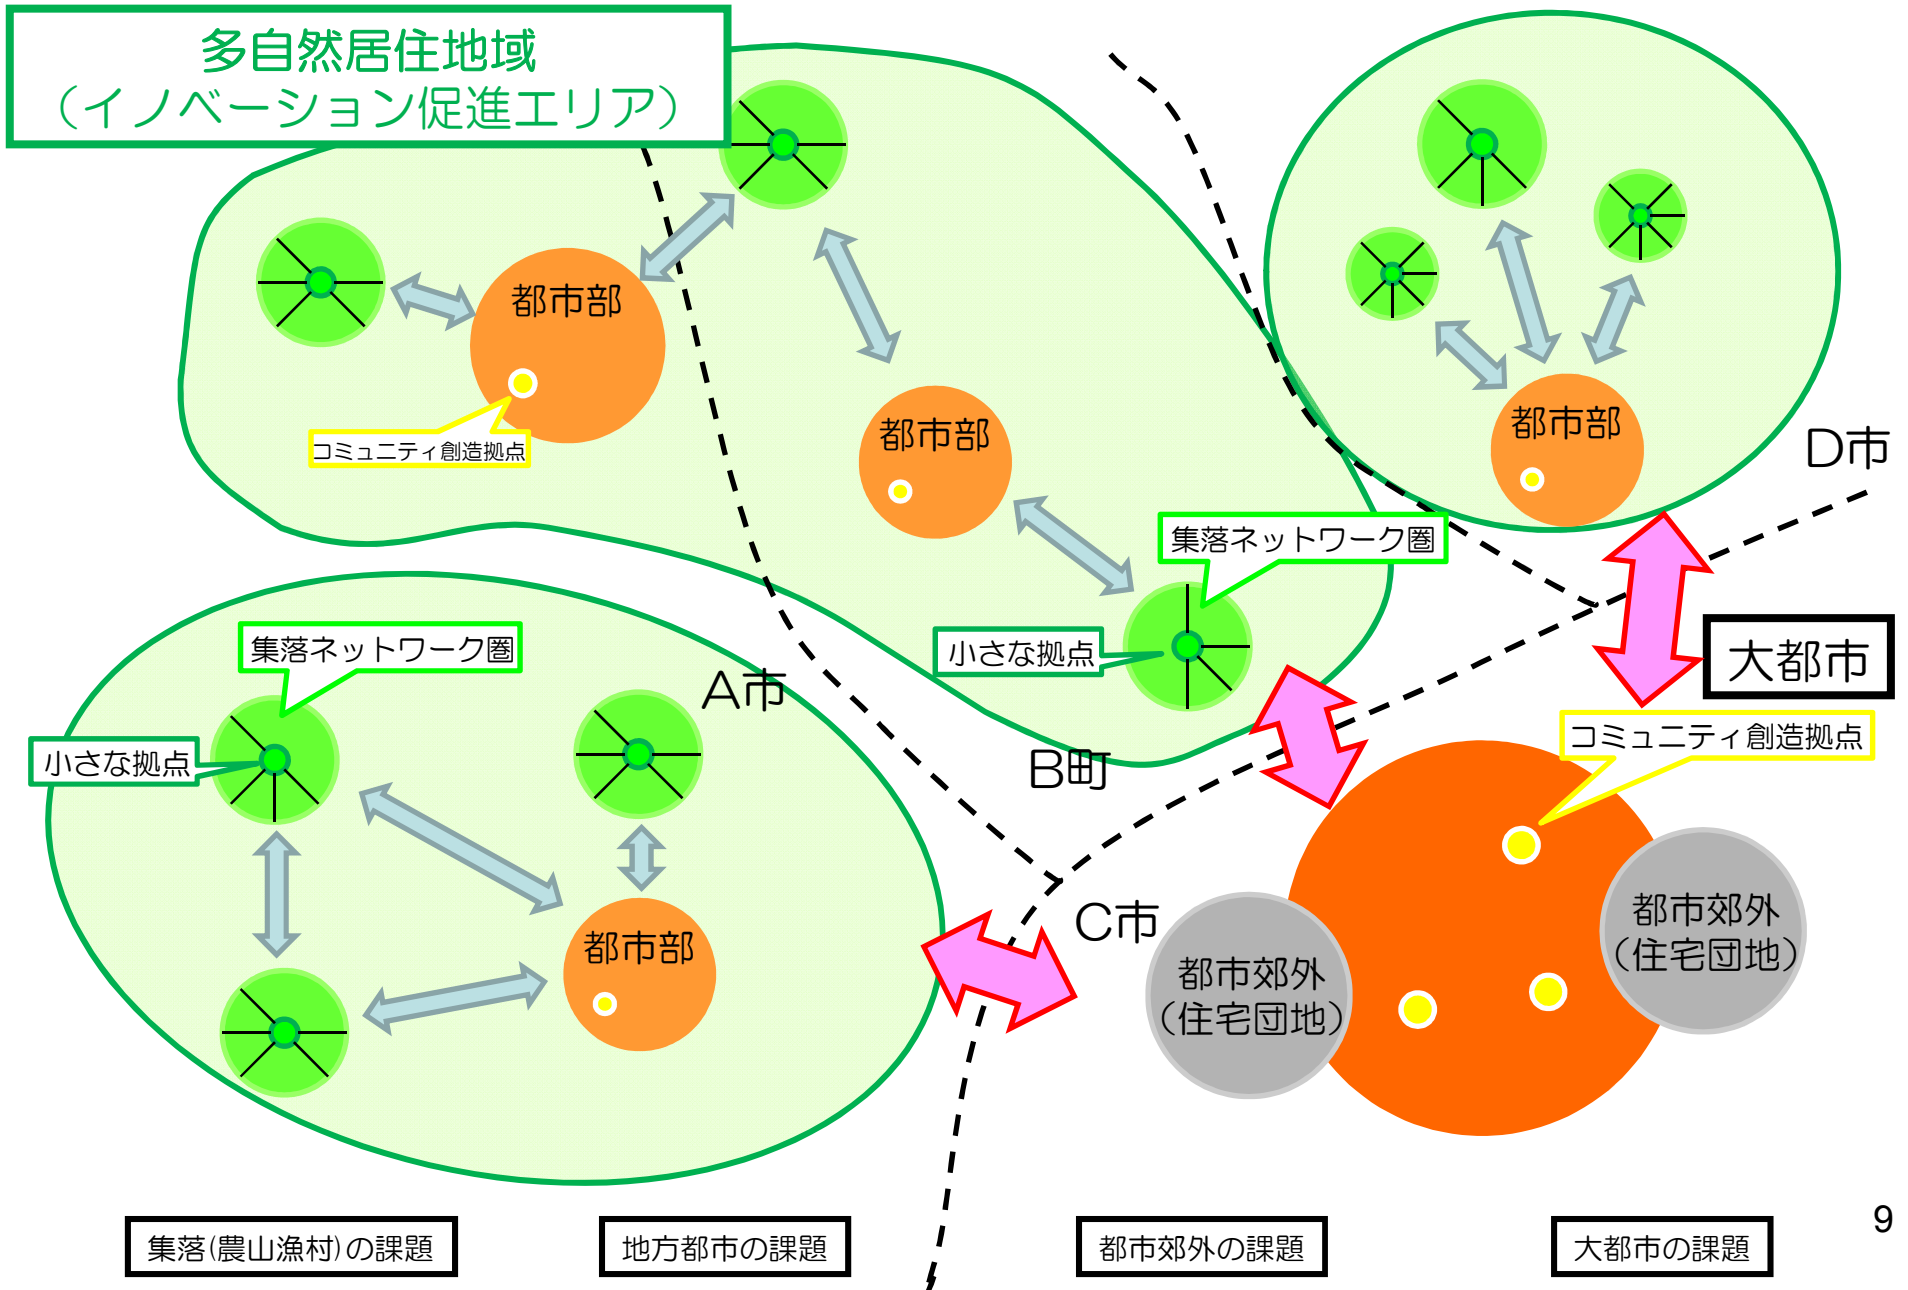 多自然居住地域
（イノベーション促進エリア）
都市部
コミュニティ創造拠点
都市部
都市部
D市
集落ネットワーク圏
小さな拠点
大都市
集落ネットワーク圏
A市
小さな拠点
B町
コミュニティ創造拠点
C市
都市部
都市郊外
（住宅団地）
都市郊外
（住宅団地）
集落(農山漁村)の課題
地方都市の課題
都市郊外の課題
大都市の課題
9